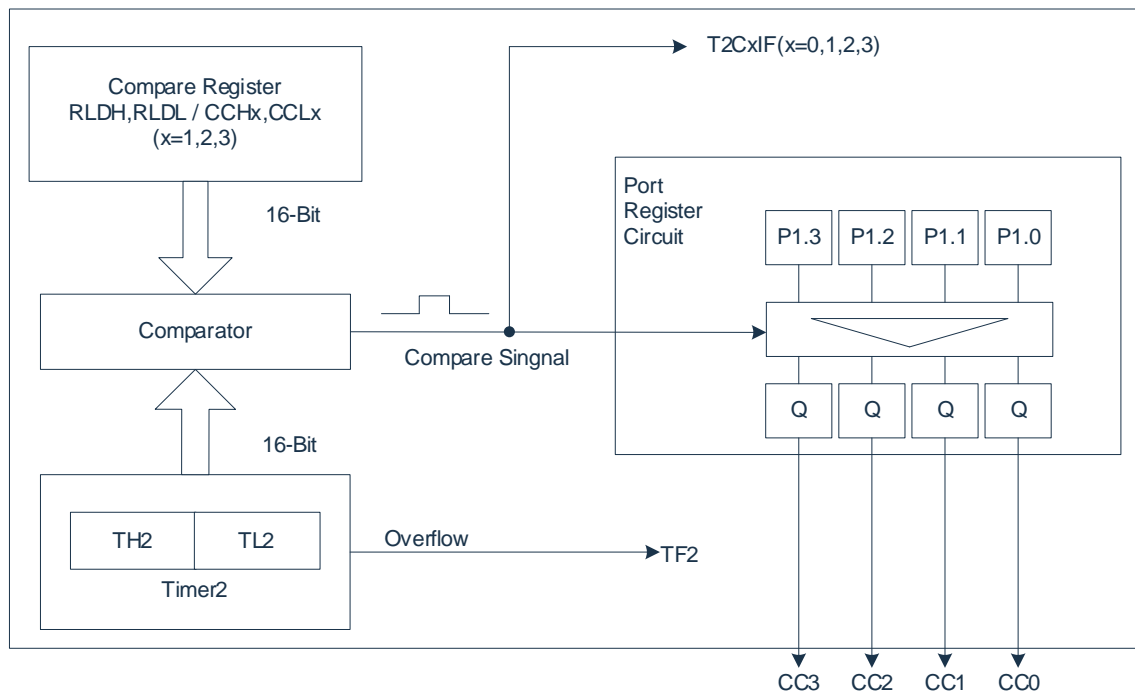 T2CxIF(x=0,1,2,3)
Compare Register
RLDH,RLDL / CCHx,CCLx
(x=1,2,3)
16-Bit
Port
Register
Circuit
P1.3 P1.2 P1.1 P1.0
Comparator
Compare Singnal
Q Q Q Q
16-Bit
TH2 TL2
Timer2
Overflow
TF2
CC3 CC2 CC1 CC0